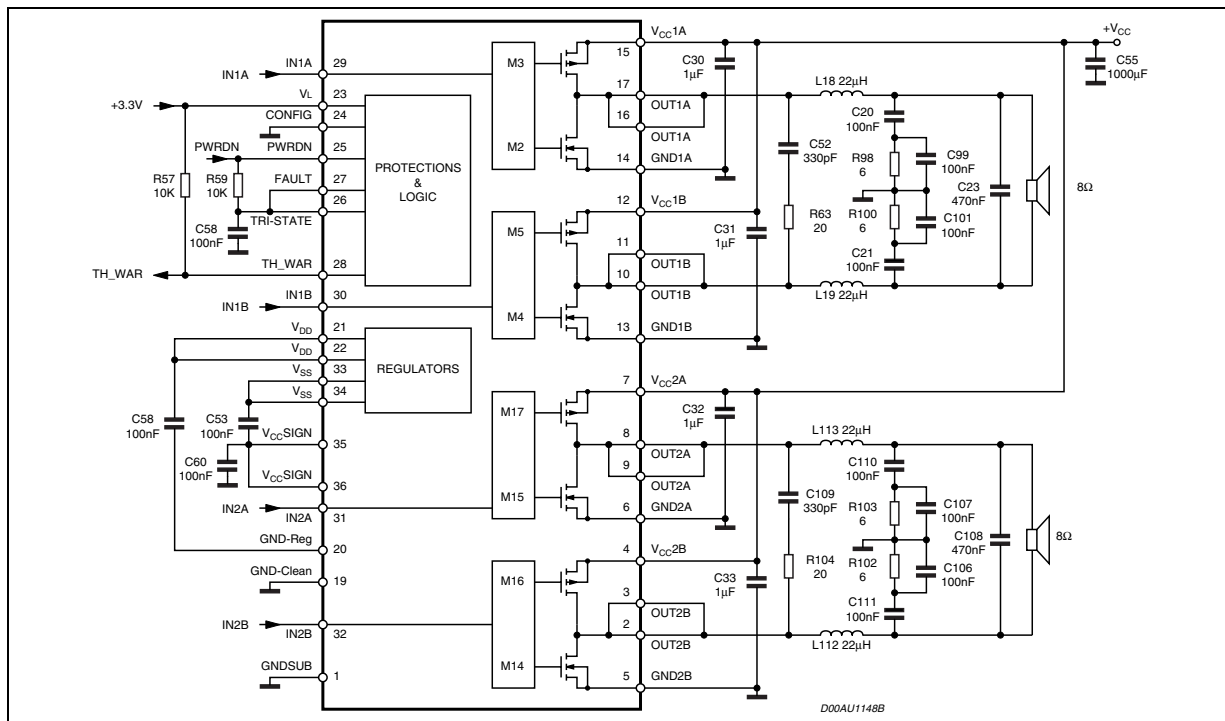 VCC1A
+VCC
15
C30
1µF
C55
1000µF
IN1A
29
IN1A
M3
17
L18 22µH
VL
23
+3.3V
OUT1A
C20
100nF
CONFIG
24
16
OUT1A
C52
330pF
PWRDN
PWRDN
25
PROTECTIONS
&
LOGIC
M2
14
GND1A
R98
6
C99
100nF
R57
10K
R59
10K
FAULT
27
C23
470nF
8Ω
26
12
VCC1B
TRI-STATE
C58
100nF
M5
C31
1µF
R63
20
R100
6
C101
100nF
11
OUT1B
C21
100nF
TH_WAR
TH_WAR
28
10
OUT1B
L19 22µH
IN1B
IN1B
30
M4
13
GND1B
VDD
21
VDD
22
REGULATORS
VSS
33
VSS
34
7
VCC2A
C58
100nF
C53
100nF
M17
C32
1µF
L113 22µH
VCCSIGN
35
8
OUT2A
C110
100nF
C60
100nF
VCCSIGN
36
9
OUT2A
C109
330pF
M15
R103
6
C107
100nF
IN2A
IN2A
31
6
GND2A
C108
470nF
8Ω
GND-Reg
20
4
VCC2B
R104
20
R102
6
C106
100nF
GND-Clean
19
M16
C33
1µF
3
OUT2B
C111
100nF
IN2B
IN2B
32
2
OUT2B
L112 22µH
GNDSUB
1
M14
5
GND2B
D00AU1148B